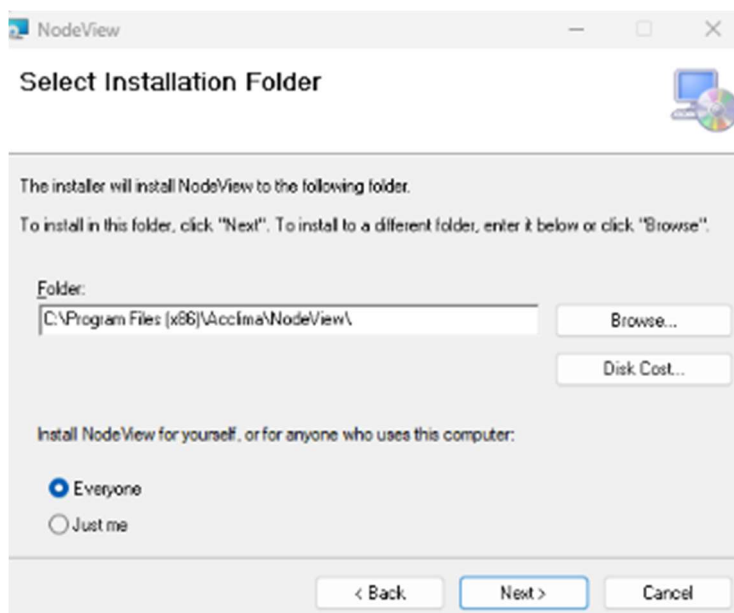 NodeView
Select Installation Folder
The installer will install NodeView to the following folder.
To install in this folder, click "Next". To install to a different folder, enter it below or click "Browse".
Folder:
C:\Program Files (x86)\Acclima\NodeView\
Browse...
Disk Cost...
Install NodeView for yourself, or for anyone who uses this computer:
Everyone
Just me
< Back
Next >
Cancel